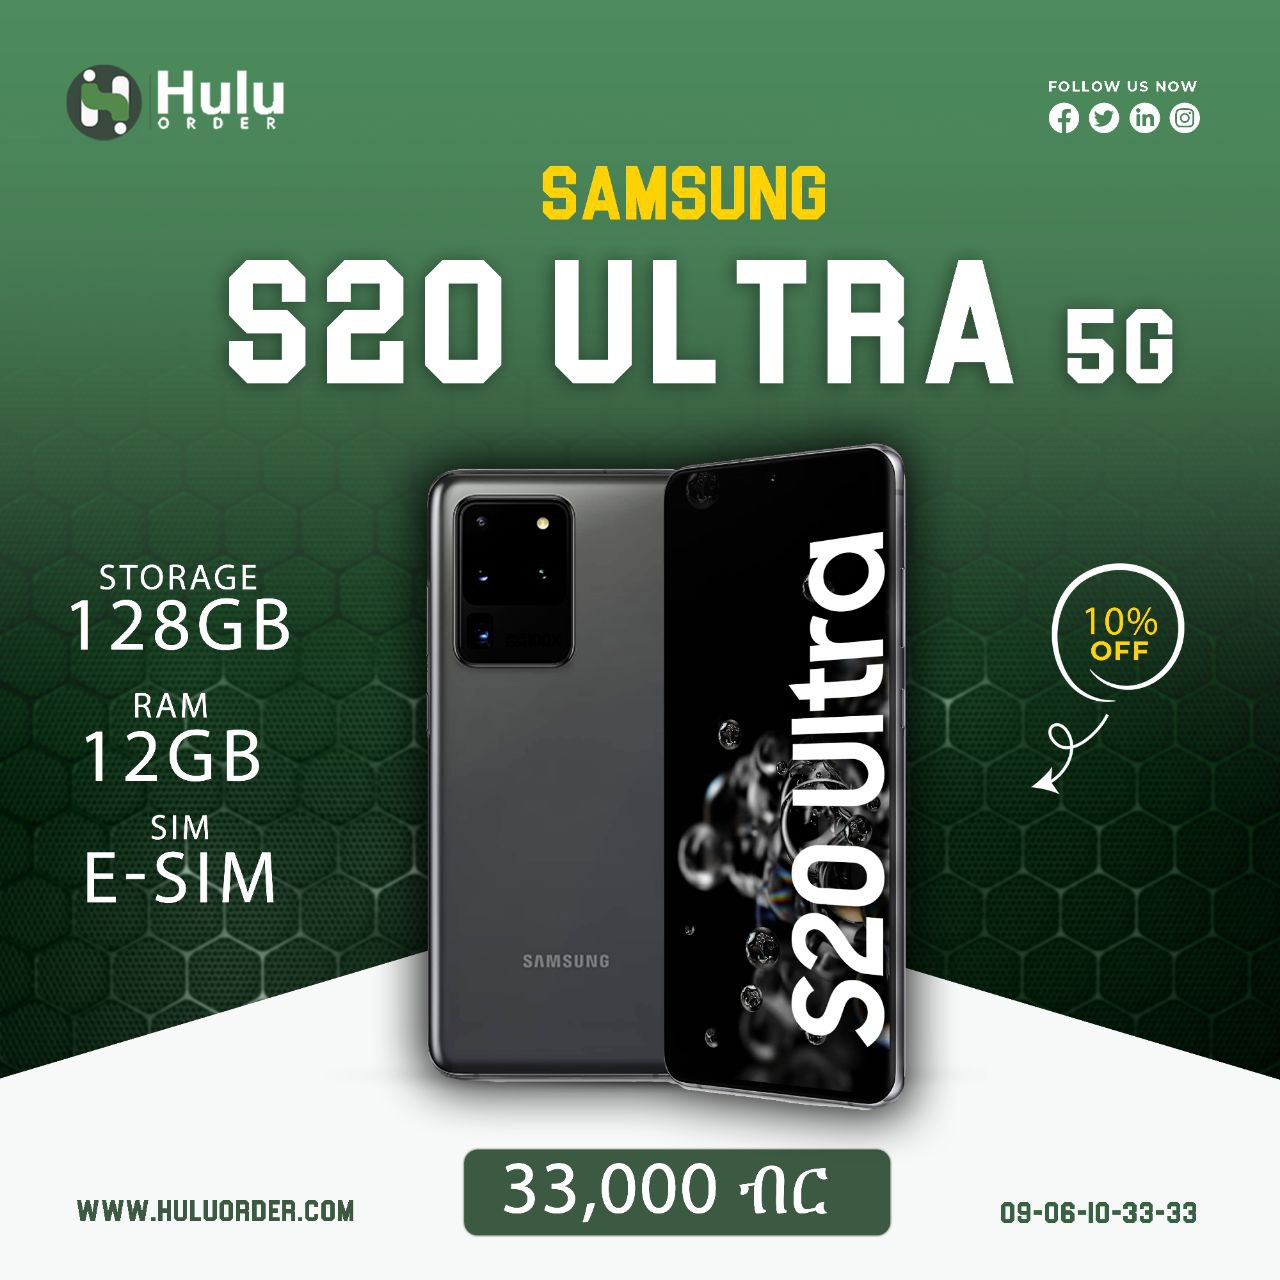 Hulu
ORDER
FOLLOW US NOW
SAMSUNG
S20 ULTRA 5G
STORAGE
128GB
RAM
12GB
SIM
E-SIM
10%
OFF
SAMSUNG
S20 Ultra
33,000 ብር
WWW.HULUORDER.COM
09-06-10-33-33